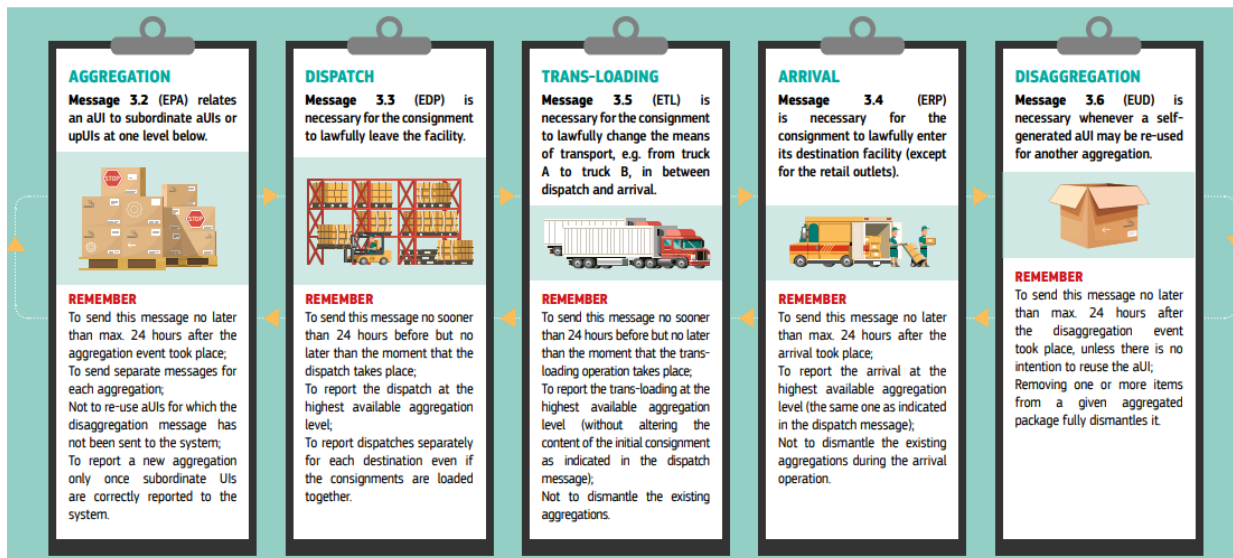 AGGREGATION
Message 3.2 (EPA) relates
an aUI to subordinate aUIs or
upUIs at one level below.
STOP
STOP
REMEMBER
To send this message no later
than max. 24 hours after the
aggregation event took place;
To send separate messages for
each aggregation;
Not to re-use aUIs for which the
disaggregation message has
not been sent to the system;
To report a new aggregation
only once subordinate UIs
are correctly reported to the
system.
DISPATCH
Message 3.3 (EDP) is
necessary for the consignment
to lawfully leave the facility.
REMEMBER
To send this message no sooner
than 24 hours before but no
later than the moment that the
dispatch takes place;
To report the dispatch at the
highest available aggregation
level;
To report dispatches separately
for each destination even if
the consignments are loaded
together.
TRANS-LOADING
Message 3.5 (ETL) is
necessary for the consignment
to lawfully change the means
of transport, e.g. from truck
A to truck B, in between
dispatch and arrival.
REMEMBER
To send this message no sooner
than 24 hours before but no
later than the moment that the trans-
loading operation takes place;
To report the trans-loading at the
highest available aggregation
level (without altering the
content of the initial consignment
as indicated in the dispatch
message);
Not to dismantle the existing
aggregations.
ARRIVAL
Message 3.4 (ERP)
is necessary for the
consignment to lawfully enter
its destination facility (except
for the retail outlets).
REMEMBER
To send this message no later
than max. 24 hours after the
arrival took place;
To report the arrival at the
highest available aggregation
level (the same one as indicated
in the dispatch message);
Not to dismantle the existing
aggregations during the arrival
operation.
DISAGGREGATION
Message 3.6 (EUD) is
necessary whenever a self-
generated aUI may be re-used
for another aggregation.
REMEMBER
To send this message no later
than max. 24 hours after
the disaggregation event
took place, unless there is no
intention to reuse the aUI;
Removing one or more items
from a given aggregated
package fully dismantles it.